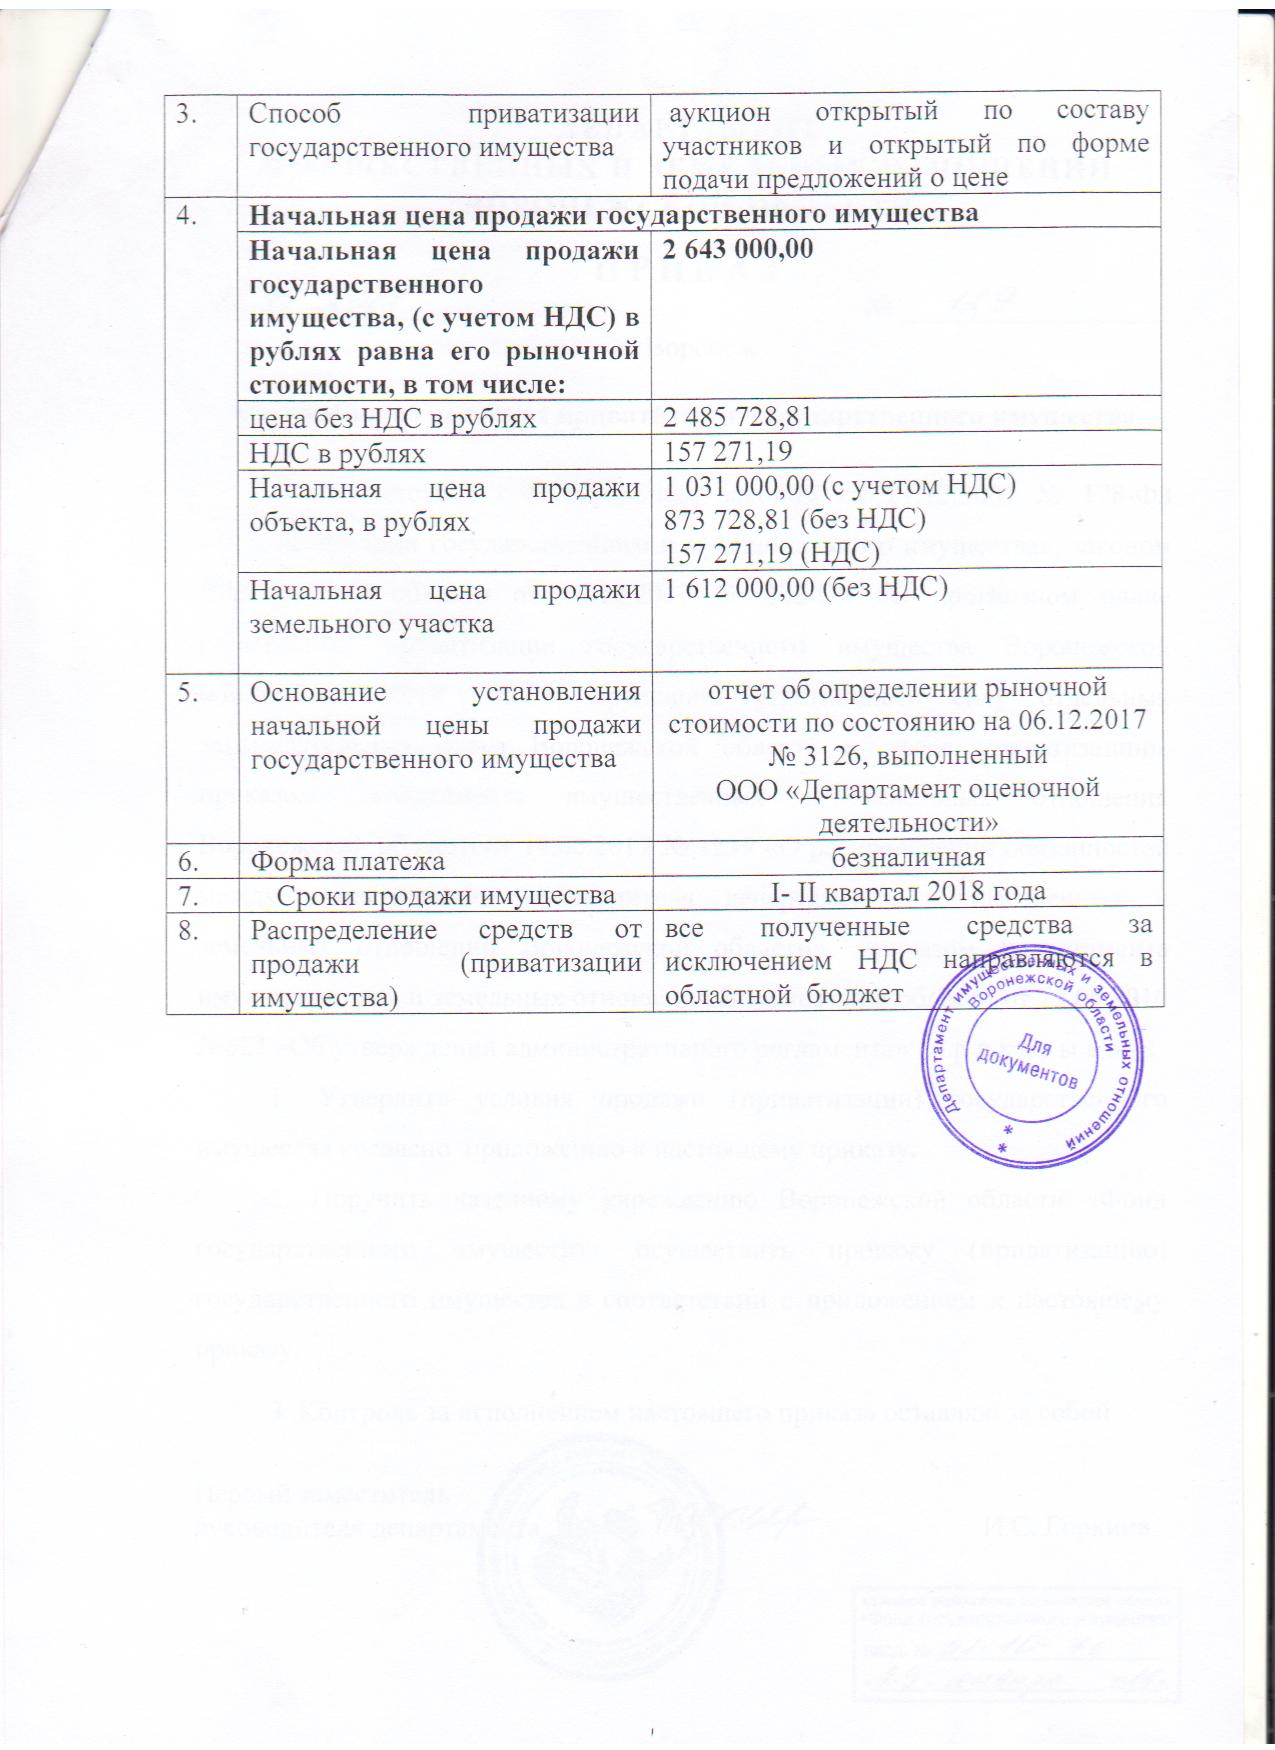 3. Способ приватизации аукцион открытый по составу
государственного имущества участников и открытый по форме
подачи предложений о цене
4. Начальная цена продажи государственного имущества
Начальная цена продажи 2 643 000,00
государственного
имущества, (с учетом НДС) в
рублях равна его рыночной
стоимости, в том числе:
цена без НДС в рублях 2 485 728,81
НДС в рублях 157 271,19
Начальная цена продажи 1 031 000,00 (с учетом НДС)
объекта, в рублях 873 728,81 (без НДС)
157 271,19 (НДС)
Начальная цена продажи 1 612 000,00 (без НДС)
земельного участка
5. Основание установления отчет об определении рыночной
начальной цены продажи стоимости по состоянию на 06.12.2017
государственного имущества № 3126, выполненный
ООО «Департамент оценочной
деятельности»
6. Форма платежа безналичная
7. Сроки продажи имущества I- II квартал 2018 года
8. Распределение средств от все полученные средства за
продажи (приватизации исключением НДС направляются в
имущества) областной бюджет
Департамент имущественных и земельных отношений
Воронежской области
Для
документов
* *